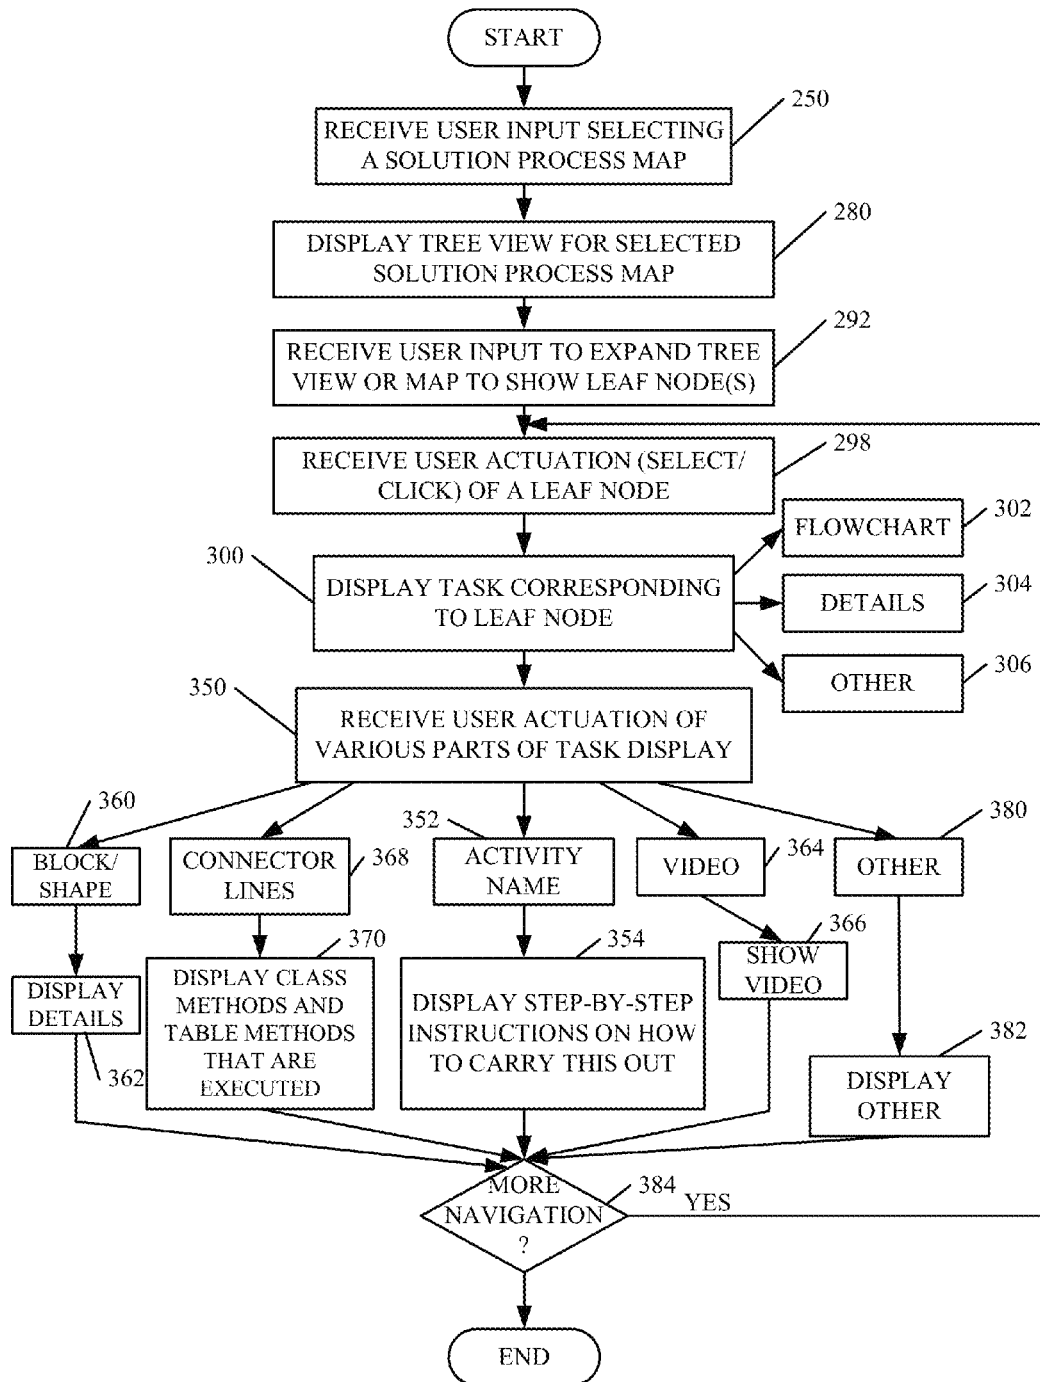 START
250
RECEIVE USER INPUT SELECTING
A SOLUTION PROCESS MAP
280
DISPLAY TREE VIEW FOR SELECTED
SOLUTION PROCESS MAP
292
RECEIVE USER INPUT TO EXPAND TREE
VIEW OR MAP TO SHOW LEAF NODE(S)
298
RECEIVE USER ACTUATION (SELECT/
CLICK) OF A LEAF NODE
300
DISPLAY TASK CORRESPONDING
TO LEAF NODE
302
FLOWCHART
304
DETAILS
306
OTHER
350
RECEIVE USER ACTUATION OF
VARIOUS PARTS OF TASK DISPLAY
360
BLOCK/
SHAPE
CONNECTOR
LINES
368
352
ACTIVITY
NAME
VIDEO
364
380
OTHER
DISPLAY
DETAILS
362
370
DISPLAY CLASS
METHODS AND
TABLE METHODS
THAT ARE
EXECUTED
354
DISPLAY STEP-BY-STEP
INSTRUCTIONS ON HOW
TO CARRY THIS OUT
366
SHOW
VIDEO
382
DISPLAY
OTHER
MORE
NAVIGATION
?
384
YES
END